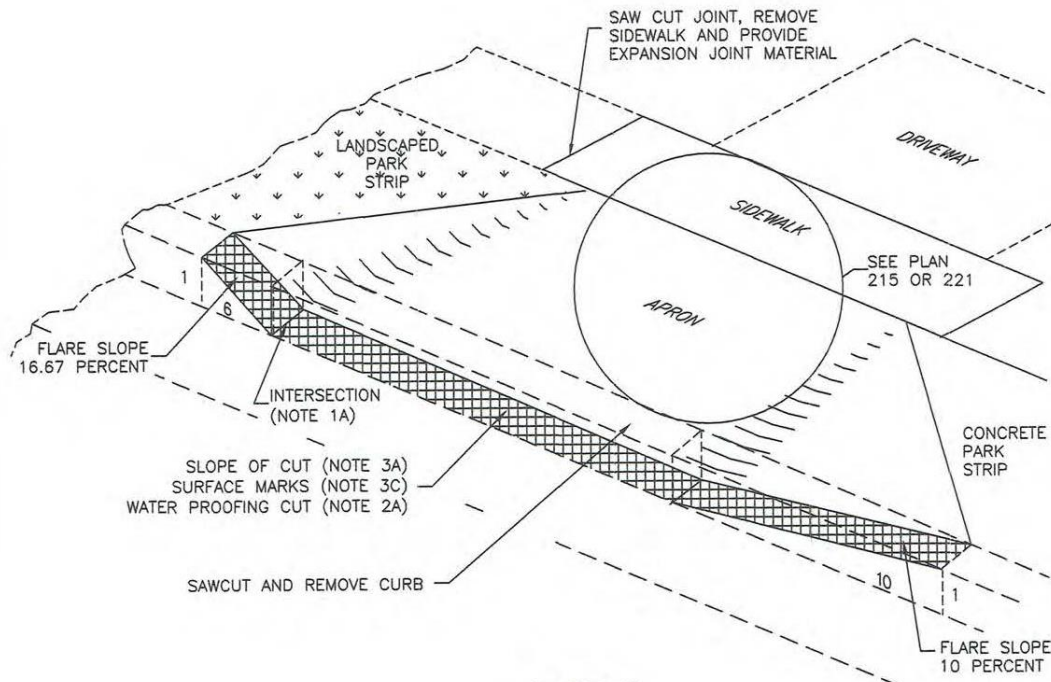 SAW CUT JOINT, REMOVE
SIDEWALK AND PROVIDE
EXPANSION JOINT MATERIAL
LANDSCAPED
PARK
STRIP
DRIVEWAY
SIDEWALK
SEE PLAN
215 OR 221
APRON
1
6
FLARE SLOPE
16.67 PERCENT
INTERSECTION
(NOTE 1A)
CONCRETE
PARK
STRIP
SLOPE OF CUT (NOTE 3A)
SURFACE MARKS (NOTE 3C)
WATER PROOFING CUT (NOTE 2A)
SAWCUT AND REMOVE CURB
10
1
FLARE SLOPE
10 PERCENT